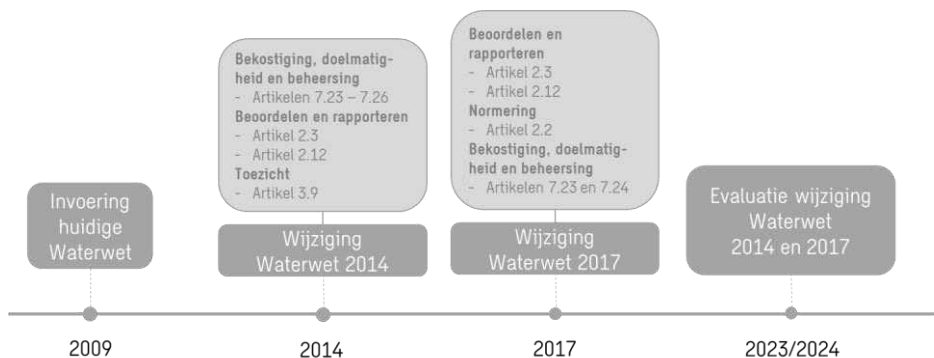 Invoering
huidige
Waterwet
2009
Bekostiging, doelmatig-
heid en beheersing
- Artikelen 7.23 – 7.26
Beoordelen en rapporteren
- Artikel 2.3
- Artikel 2.12
Toezicht
- Artikel 3.9
Wijziging
Waterwet 2014
2014
Beoordelen en
rapporteren
- Artikel 2.3
- Artikel 2.12
Normering
- Artikel 2.2
Bekostiging, doelmatig-
heid en beheersing
- Artikelen 7.23 en 7.24
Wijziging
Waterwet 2017
2017
Evaluatie wijziging
Waterwet
2014 en 2017
2023/2024